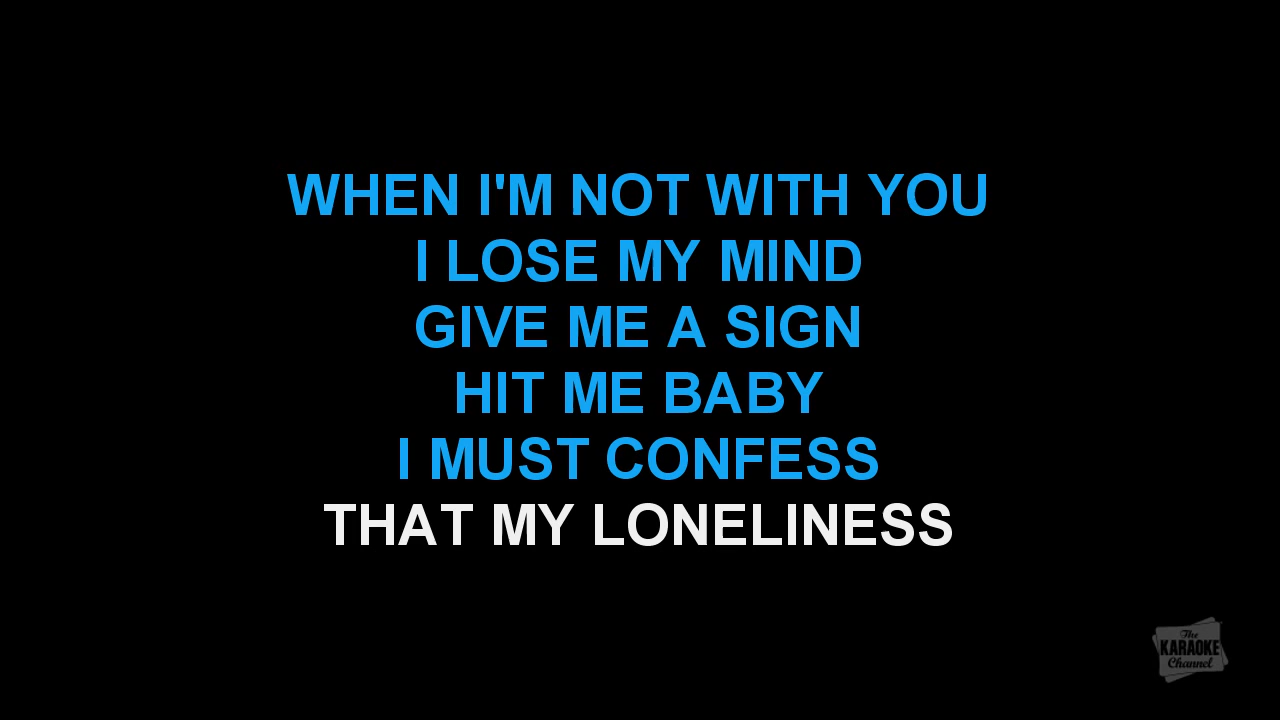 WHEN I'M NOT WITH YOU
I LOSE MY MIND
GIVE ME A SIGN
HIT ME BABY
I MUST CONFESS
THAT MY LONELINESS
The
KARAOKE
Channel